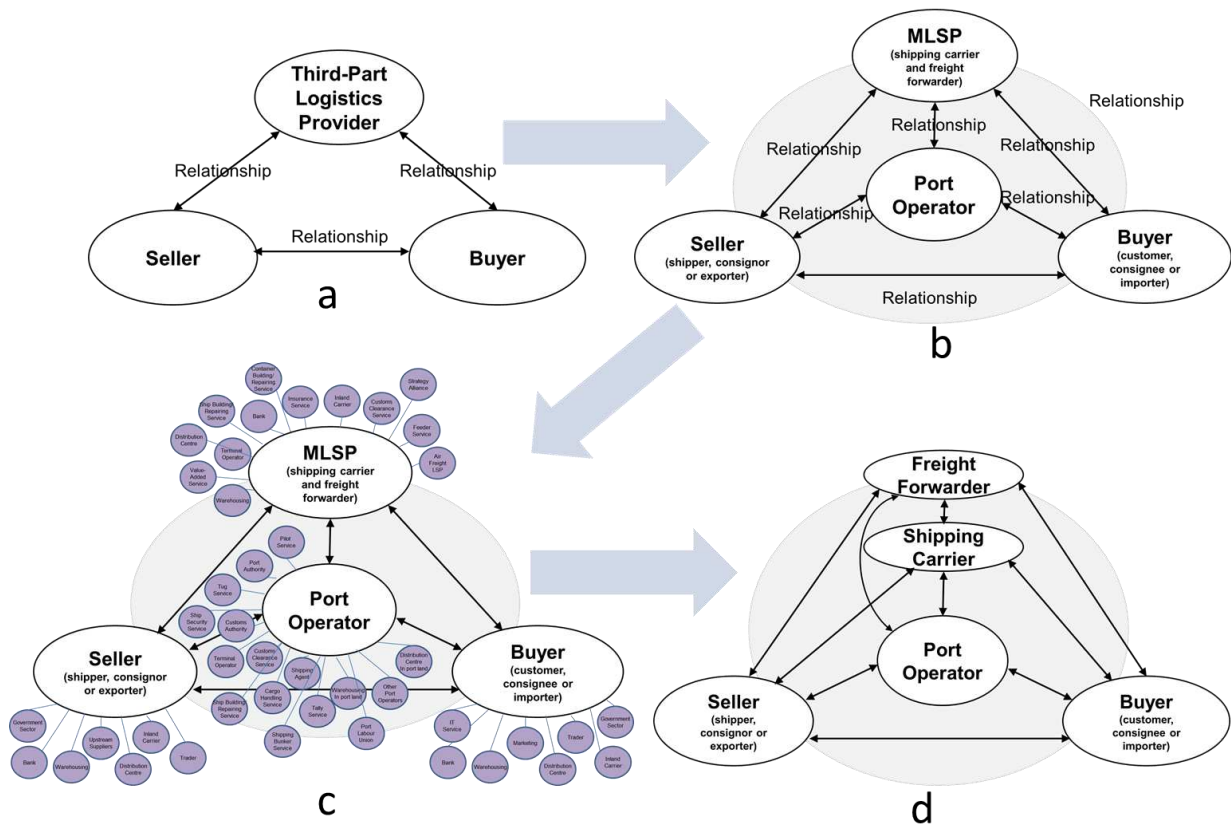 Third-Part
Logistics
Provider
Relationship
Relationship
Relationship
Seller
Buyer
a
MLSP
(shipping carrier
and freight
forwarder)
Relationship
Relationship
Relationship
Relationship
Port
Operator
Relationship
Relationship
Seller
(shipper, consignor
or exporter)
Buyer
(customer,
consignee or
importer)
Relationship
b
Container
Building/
Repairing
Service
Strategy
Alliance
Ship Building/
Repairing
Service
Bank
Insurance
Service
Inland
Carrier
Customs
Clearance
Service
Distribution
Centre
Terminal
Operator
Feeder
Service
Value-
Added
Service
Warehousing
Air
Freight
LSP
MLSP
(shipping carrier
and freight
forwarder)
Pilot
Service
Port
Authority
Tug
Service
Ship
Security
Service
Customs
Authority
Port
Operator
Terminal
Operator
Customs
Clearance
Service
Shipping
Agent
Distribution
Centre
In port land
Ship Building/
Repairing
Service
Cargo
Handling
Service
Tally
Service
Warehousing
In port land
Other
Port
Operators
Shipping
Bunker
Service
Port
Labour
Union
Seller
(shipper, consignor
or exporter)
Government
Sector
Bank
Warehousing
Upstream
Suppliers
Distribution
Centre
Inland
Carrier
Trader
Buyer
(customer,
consignee or
importer)
IT
Service
Bank
Warehousing
Marketing
Distribution
Centre
Trader
Inland
Carrier
Government
Sector
c
Freight
Forwarder
Shipping
Carrier
Port
Operator
Seller
(shipper,
consignor or
exporter)
Buyer
(customer,
consignee or
importer)
d